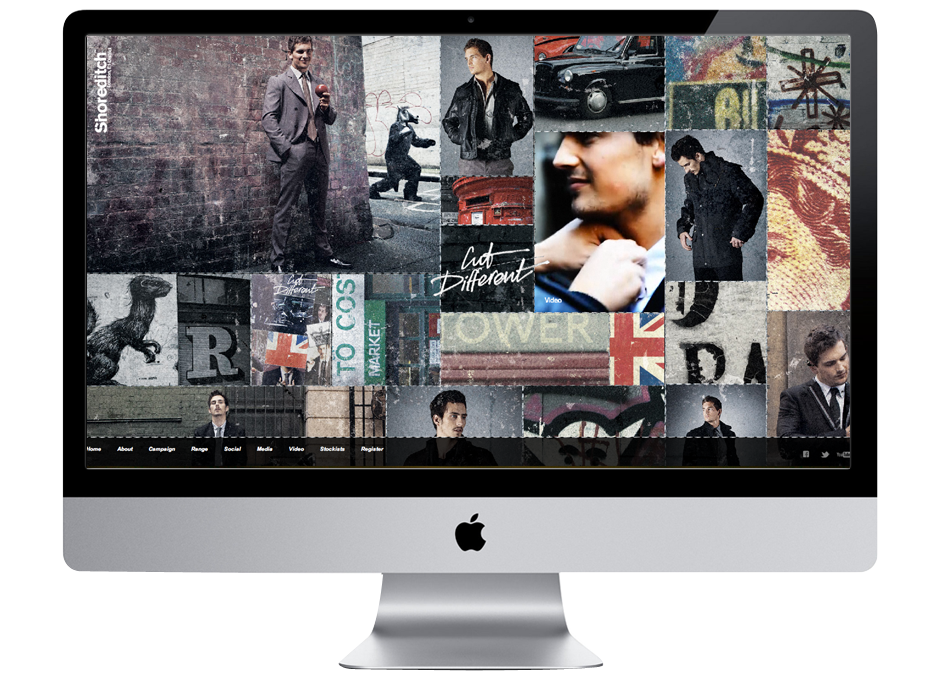 Shoreditch
Cut
Different
Video
BU
R
Cut
Different
TO COS
MARKET
TOWER
DA
Home About Campaign Range Social Media Video Stockists Register